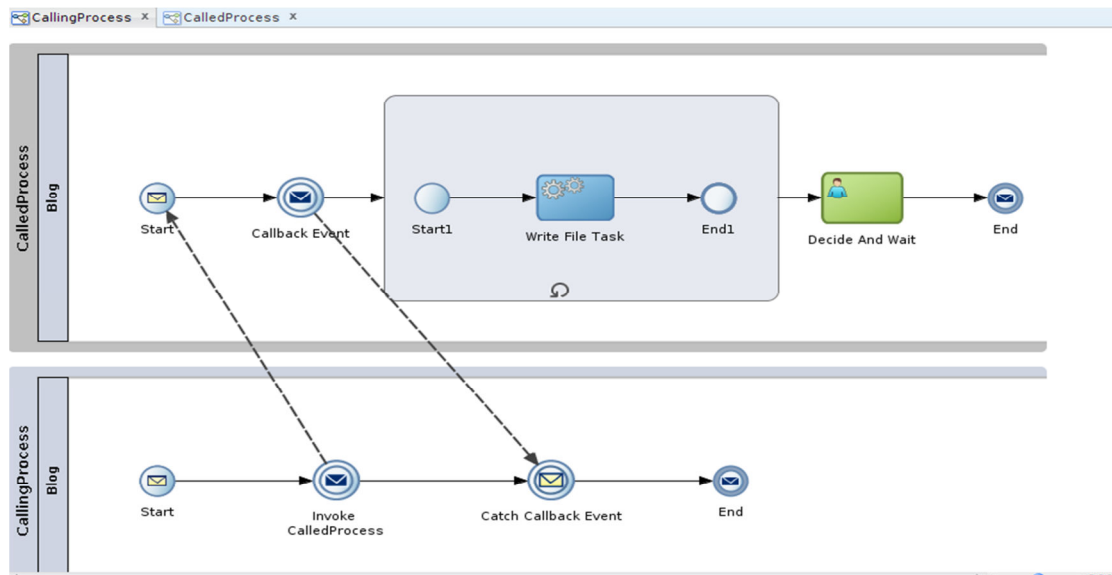 CallingProcess x CalledProcess x
CalledProcess
Blog
Start
Callback Event
Start1
Write File Task
End1
Decide And Wait
End
CallingProcess
Blog
Start
Invoke
CalledProcess
Catch Callback Event
End